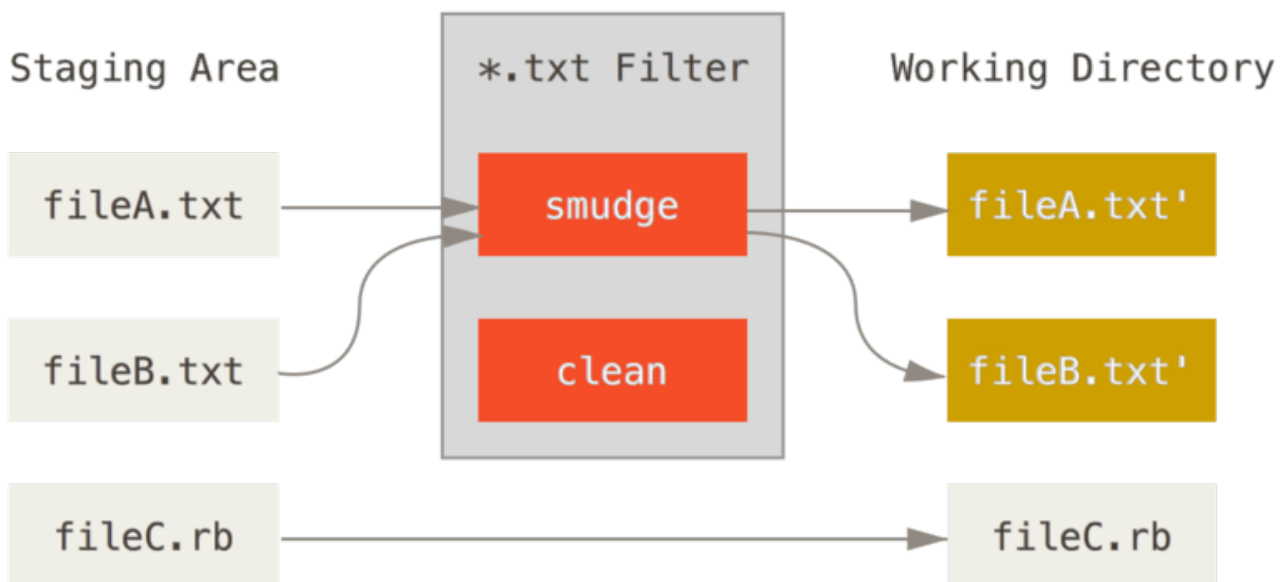 Staging Area
*.txt Filter
Working Directory
fileA.txt
smudge
fileA.txt'
fileB.txt
clean
fileB.txt'
fileC.rb
fileC.rb